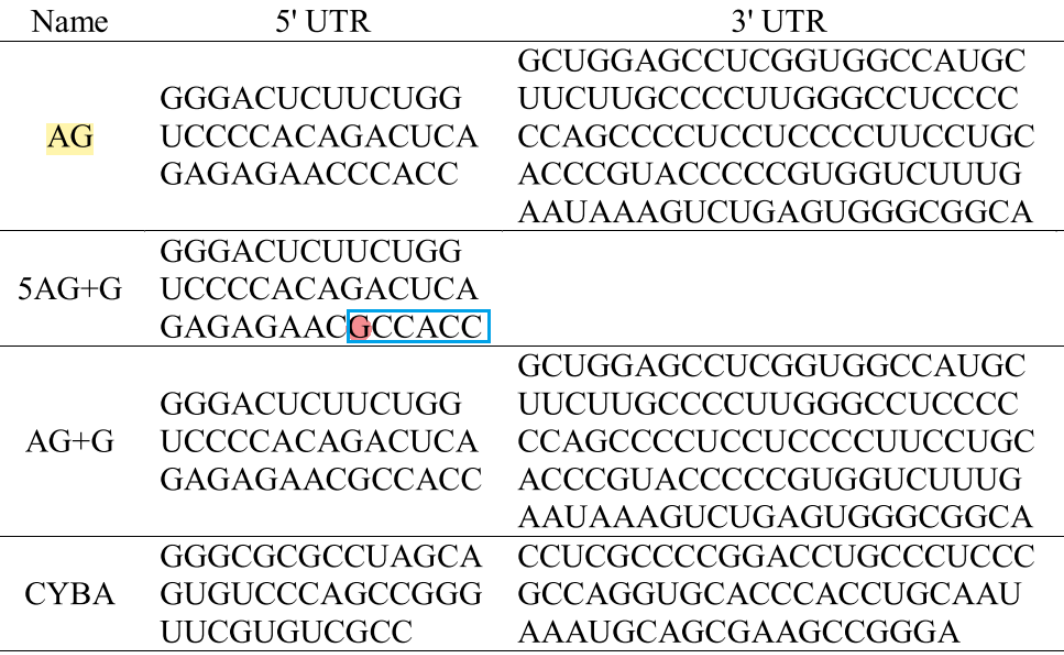 Name 5' UTR 3' UTR
GCUGGAGCCUCGGUGGCCAUGC
GGGACUCUUCUGG UUCUUGCCCCUUGGGCCUCCCC
AG UCCCCACAGACUCA CCAGCCCCUCCUCCCCUUCCUGC
GAGAGAACCCACC ACCCGUACCCCCGUGGUCUUUG
AAUAAAGUCUGAGUGGGCGGCA
GGGACUCUUCUGG
5AG+G UCCCCACAGACUCA
GAGAGAACGCCACC
GCUGGAGCCUCGGUGGCCAUGC
GGGACUCUUCUGG UUCUUGCCCCUUGGGCCUCCCC
AG+G UCCCCACAGACUCA CCAGCCCCUCCUCCCCUUCCUGC
GAGAGAACGCCACC ACCCGUACCCCCGUGGUCUUUG
AAUAAAGUCUGAGUGGGCGGCA
GGGCGCGCCUAGCA CCUCGCCCCGGACCUGCCCUCCC
CYBA GUGUCCCAGCCGGG GCCAGGUGCACCCACCUGCAAU
UUCGUGUCGCC AAAUGCAGCGAAGCCGGGA